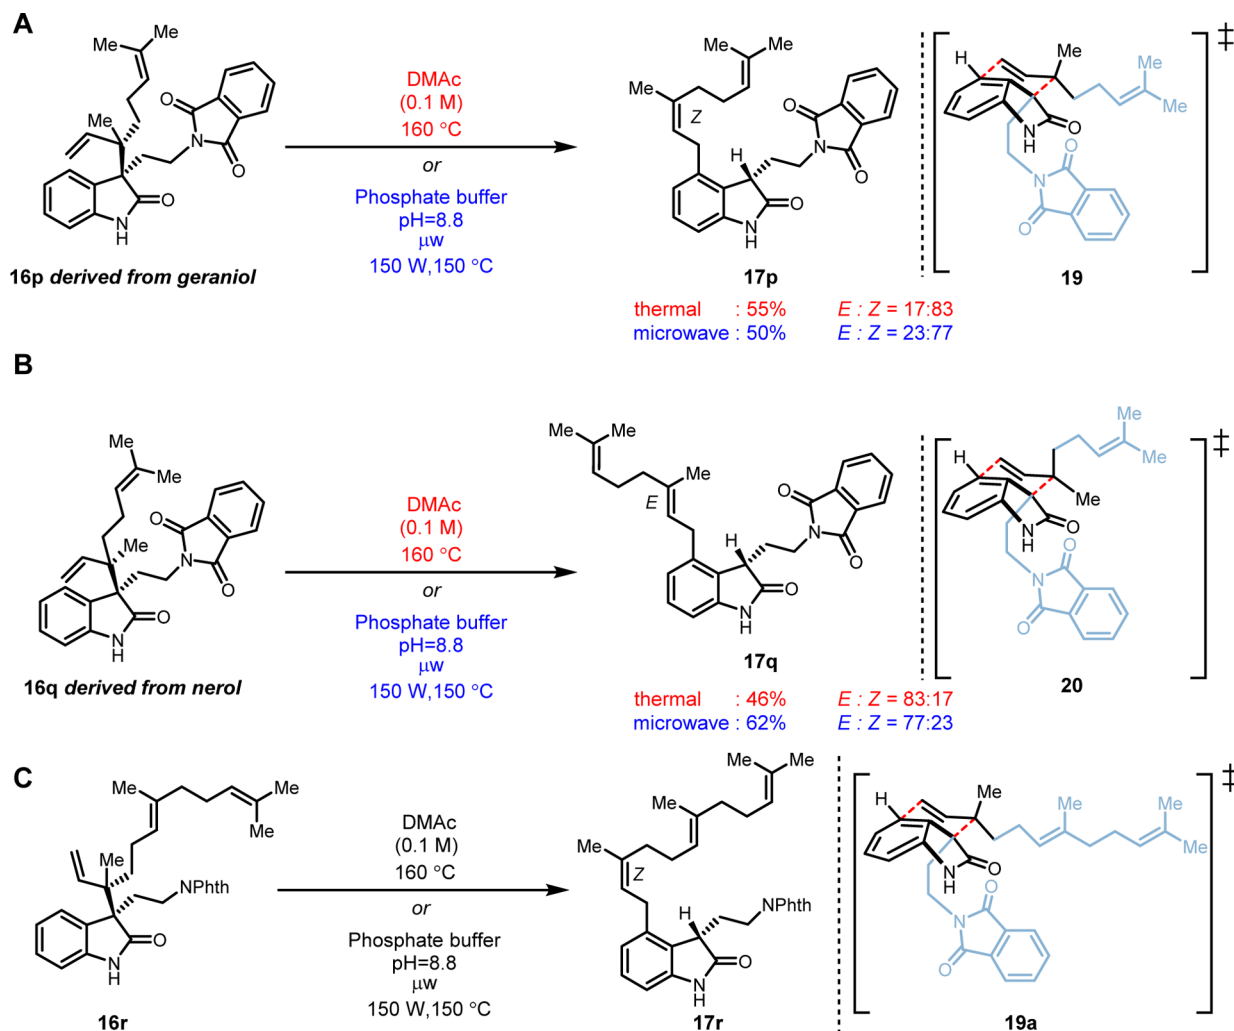 A
Me
Me
Me
O
N
O
O
N
H
16p derived from geraniol
DMAc
(0.1 M)
160 °C
or
Phosphate buffer
pH=8.8
μw
150 W,150 °C
Me
Me
Me
Z
O
N
O
H
O
N
H
17p
thermal : 55% E : Z = 17:83
microwave : 50% E : Z = 23:77
‡
H
Me
Me
Me
O
N
H
O
N
O
19
B
Me
Me
Me
O
N
O
O
N
H
16q derived from nerol
DMAc
(0.1 M)
160 °C
or
Phosphate buffer
pH=8.8
μw
150 W,150 °C
Me
Me
Me
E
O
N
O
H
O
N
H
17q
thermal : 46% E : Z = 83:17
microwave : 62% E : Z = 77:23
‡
Me
Me
H
Me
O
N
H
O
N
O
20
C
Me
Me
Me
Me
NPhth
O
N
H
16r
DMAc
(0.1 M)
160 °C
or
Phosphate buffer
pH=8.8
μw
150 W,150 °C
Me
Me
Me
Me
Z
NPhth
H
O
N
H
17r
‡
H
Me
Me
Me
Me
O
N
H
O
N
O
19a